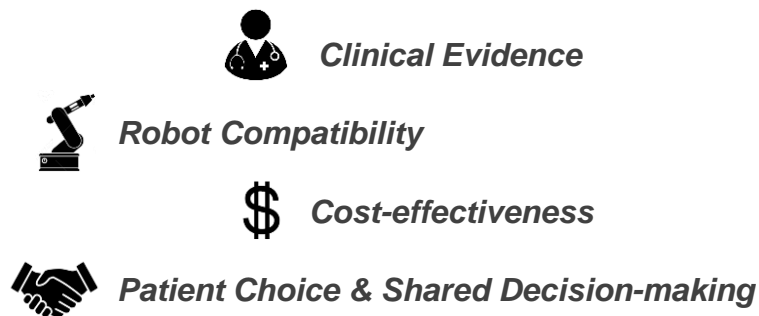 Clinical Evidence
Robot Compatibility
$ Cost-effectiveness
Patient Choice & Shared Decision-making